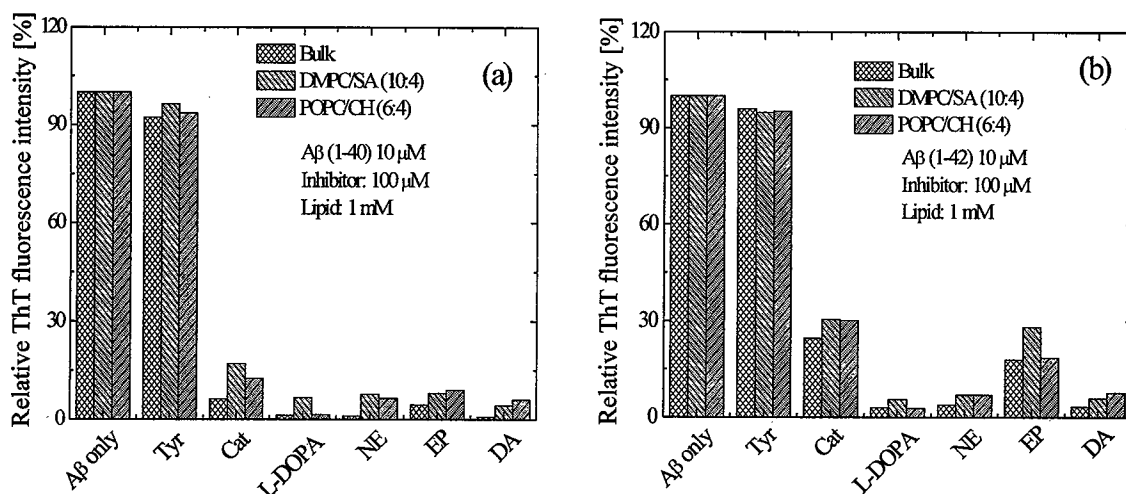 Relative ThT fluorescence intensity [%]
120
90
60
30
0
Bulk
DMPC/SA (10:4)
POPC/CH (6:4)
(a)
Aβ (1-40) 10 μM
Inhibitor: 100 μM
Lipid: 1 mM
Aβ only
Tyr
Cat
L-DOPA
NE
EP
DA
Relative ThT fluorescence intensity [%]
120
90
60
30
0
Bulk
DMPC/SA (10:4)
POPC/CH (6:4)
(b)
Aβ (1-42) 10 μM
Inhibitor: 100 μM
Lipid: 1 mM
Aβ only
Tyr
Cat
L-DOPA
NE
EP
DA